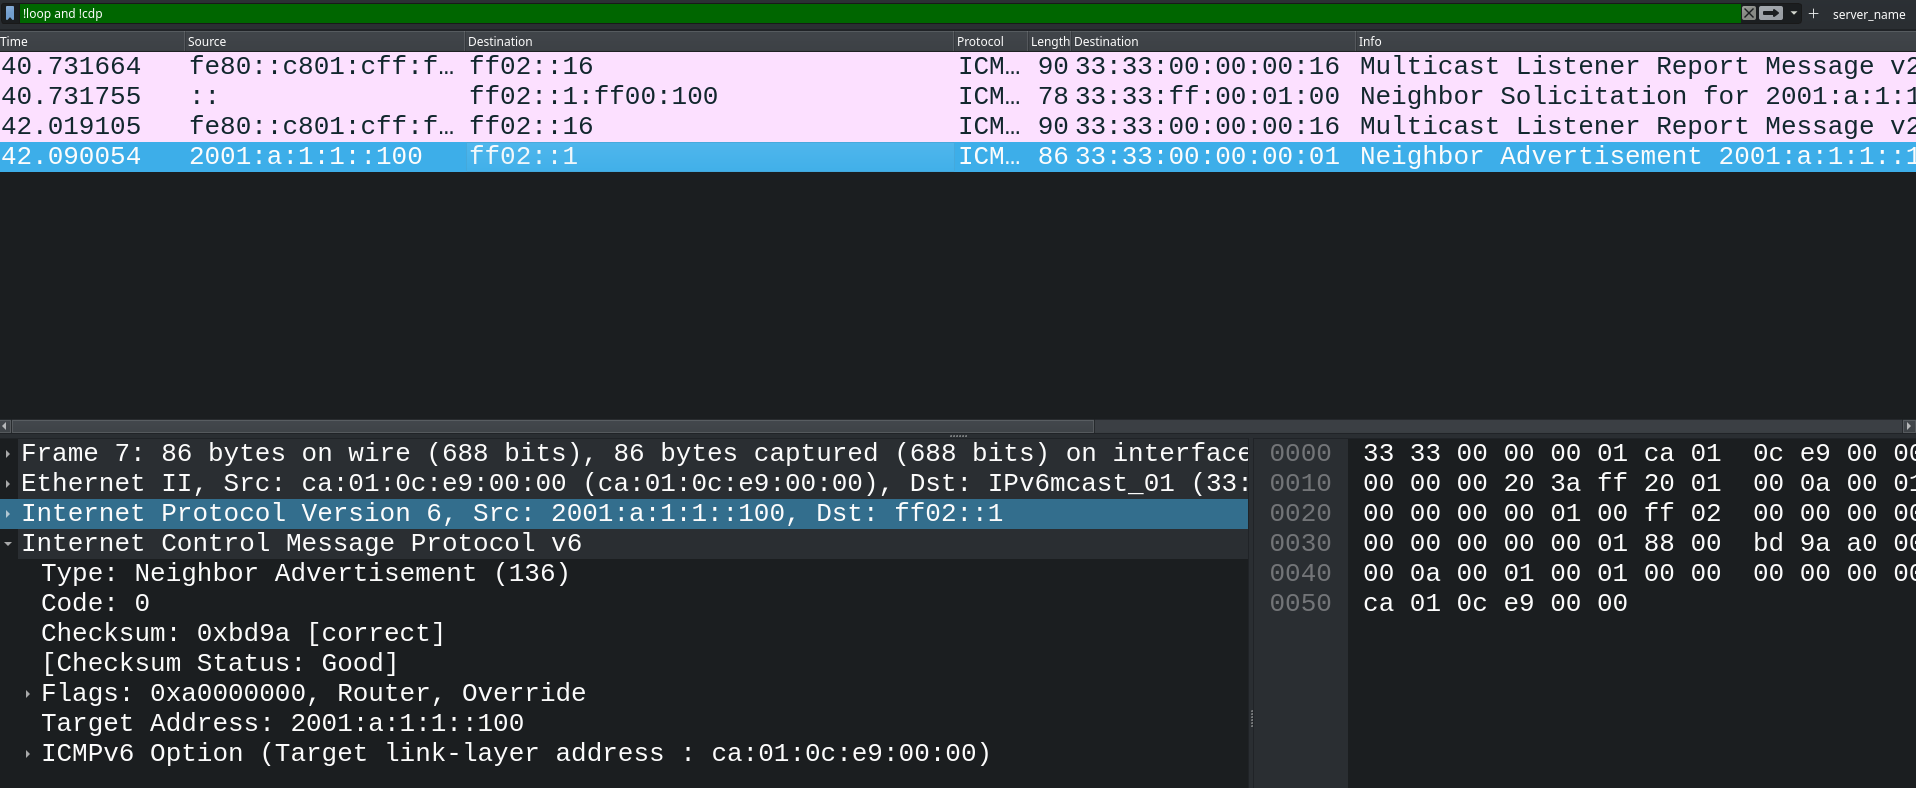 !loop and !cdp + server_name
Time Source Destination Protocol Length Destination Info
40.731664 fe80::c801:cff:f… ff02::16 ICM… 90 33:33:00:00:00:16 Multicast Listener Report Message v2
40.731755 :: ff02::1:ff00:100 ICM… 78 33:33:ff:00:01:00 Neighbor Solicitation for 2001:a:1:1
42.019105 fe80::c801:cff:f… ff02::16 ICM… 90 33:33:00:00:00:16 Multicast Listener Report Message v2
42.090054 2001:a:1:1::100 ff02::1 ICM… 86 33:33:00:00:00:01 Neighbor Advertisement 2001:a:1:1::1
Frame 7: 86 bytes on wire (688 bits), 86 bytes captured (688 bits) on interface
Ethernet II, Src: ca:01:0c:e9:00:00 (ca:01:0c:e9:00:00), Dst: IPv6mcast_01 (33:
Internet Protocol Version 6, Src: 2001:a:1:1::100, Dst: ff02::1
Internet Control Message Protocol v6
Type: Neighbor Advertisement (136)
Code: 0
Checksum: 0xbd9a [correct]
[Checksum Status: Good]
Flags: 0xa0000000, Router, Override
Target Address: 2001:a:1:1::100
ICMPv6 Option (Target link-layer address : ca:01:0c:e9:00:00)
0000 33 33 00 00 00 01 ca 01 0c e9 00 00
0010 00 00 00 20 3a ff 20 01 00 0a 00 01
0020 00 00 00 00 01 00 ff 02 00 00 00 00
0030 00 00 00 00 00 01 88 00 bd 9a a0 00
0040 00 0a 00 01 00 01 00 00 00 00 00 00
0050 ca 01 0c e9 00 00